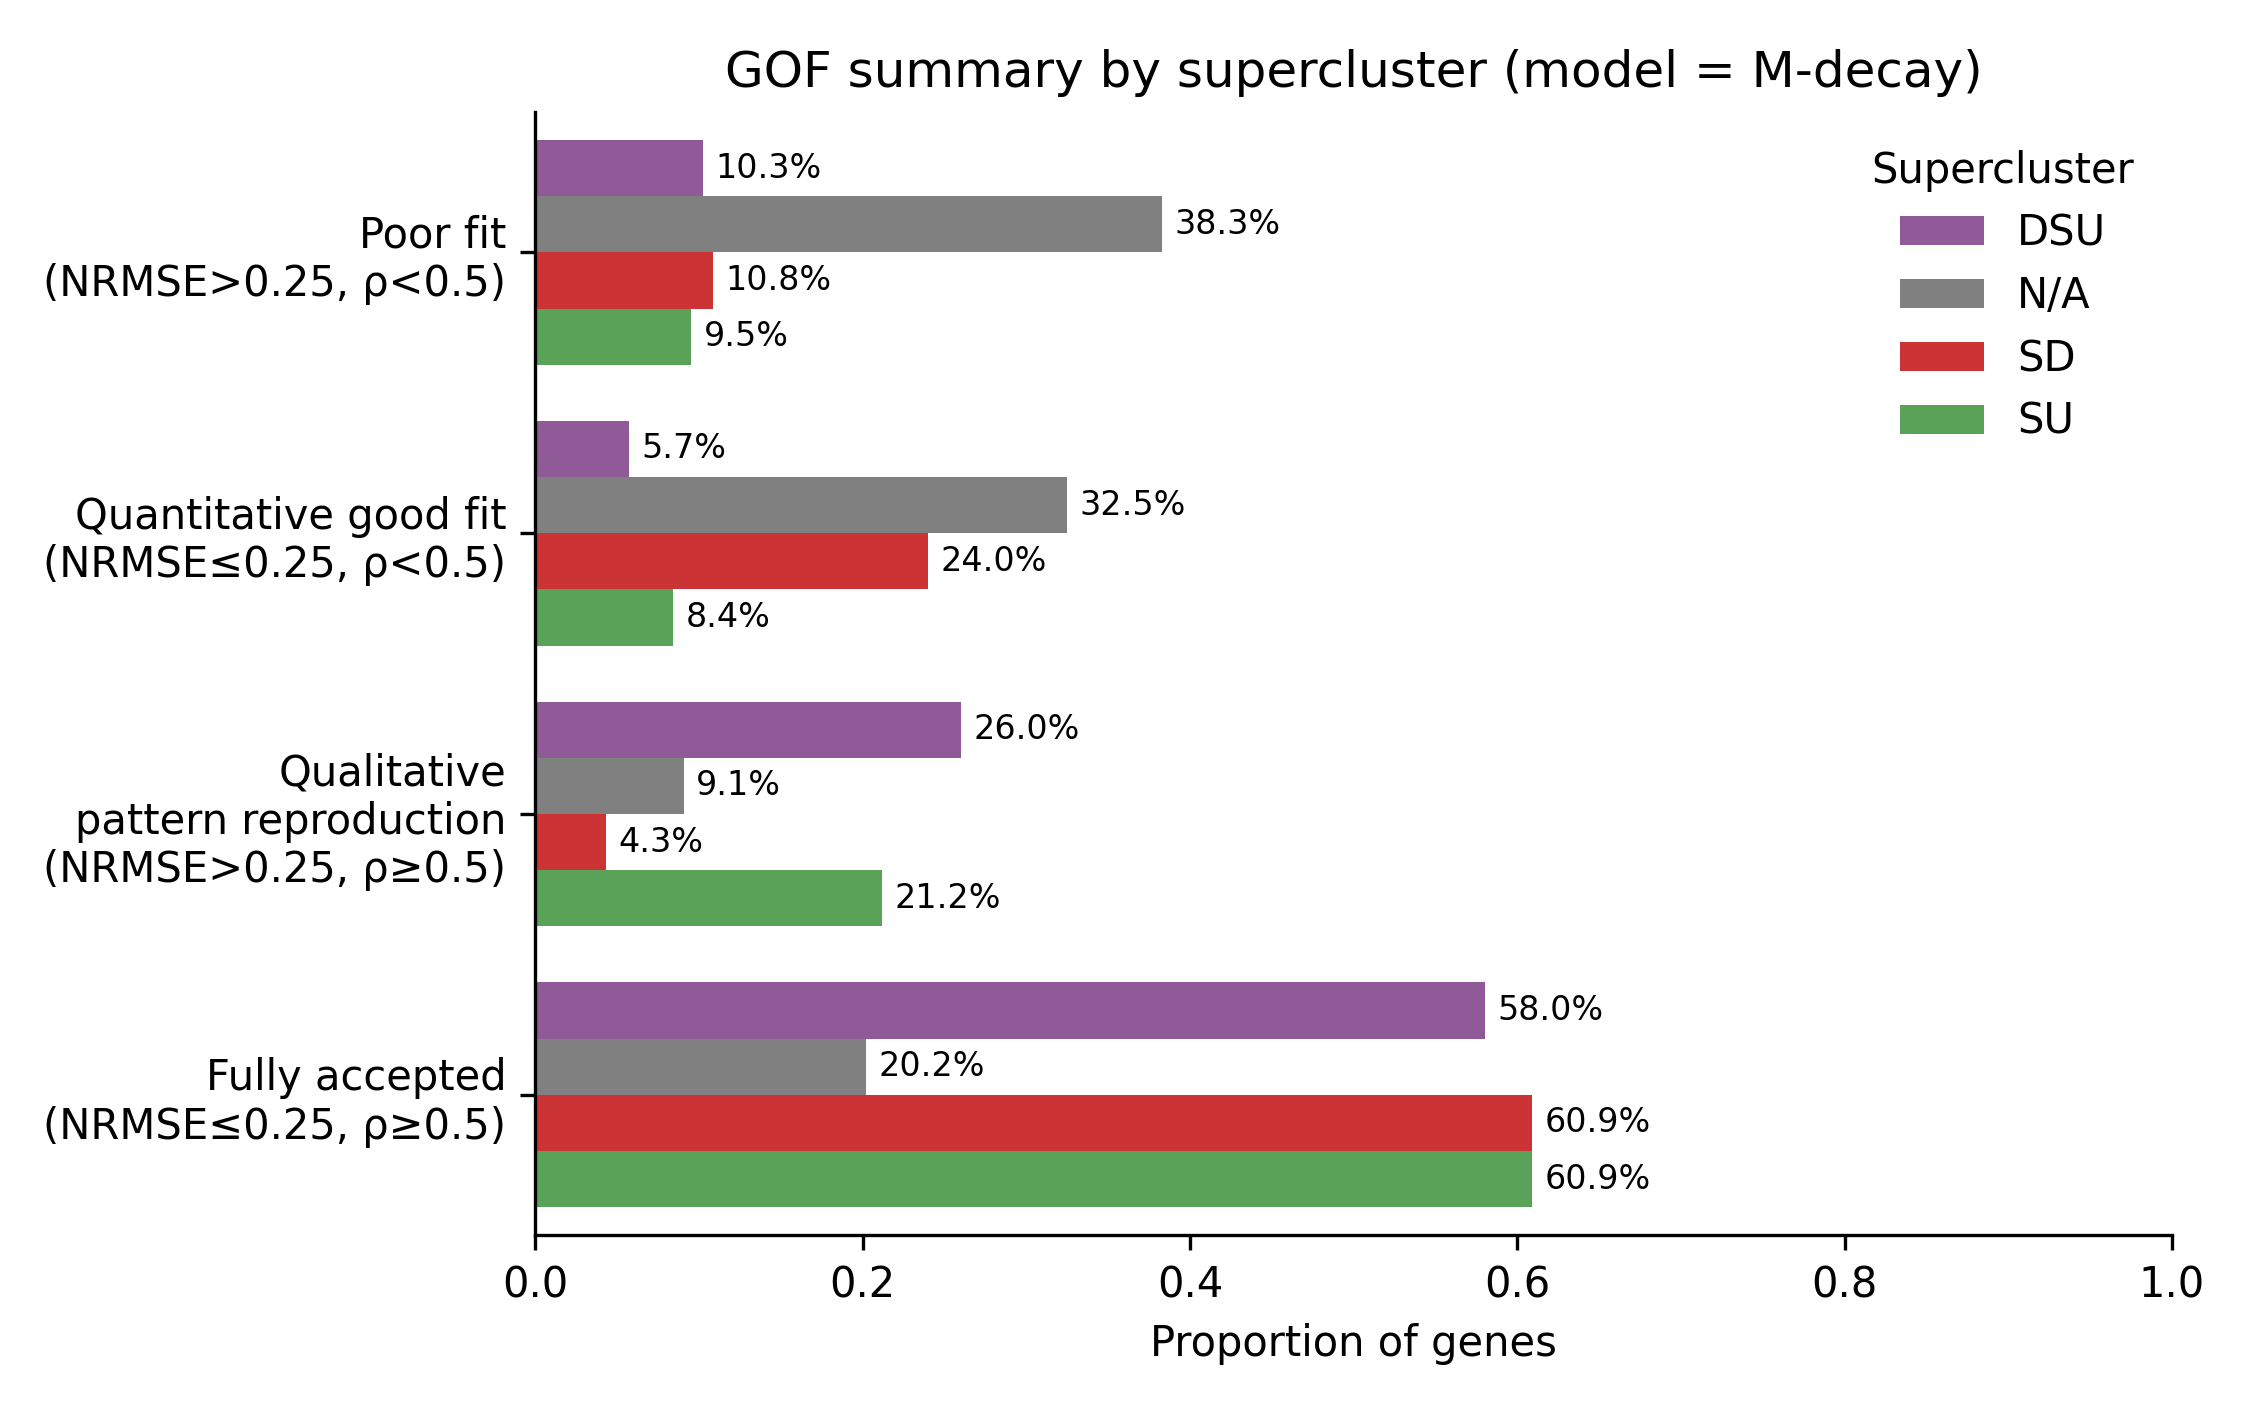 GOF summary by supercluster (model = M-decay)
Supercluster
DSU
N/A
SD
SU
Poor fit
(NRMSE>0.25, ρ<0.5)
10.3%
38.3%
10.8%
9.5%
Quantitative good fit
(NRMSE≤0.25, ρ<0.5)
5.7%
32.5%
24.0%
8.4%
Qualitative
pattern reproduction
(NRMSE>0.25, ρ≥0.5)
26.0%
9.1%
4.3%
21.2%
Fully accepted
(NRMSE≤0.25, ρ≥0.5)
58.0%
20.2%
60.9%
60.9%
0.0 0.2 0.4 0.6 0.8 1.0
Proportion of genes